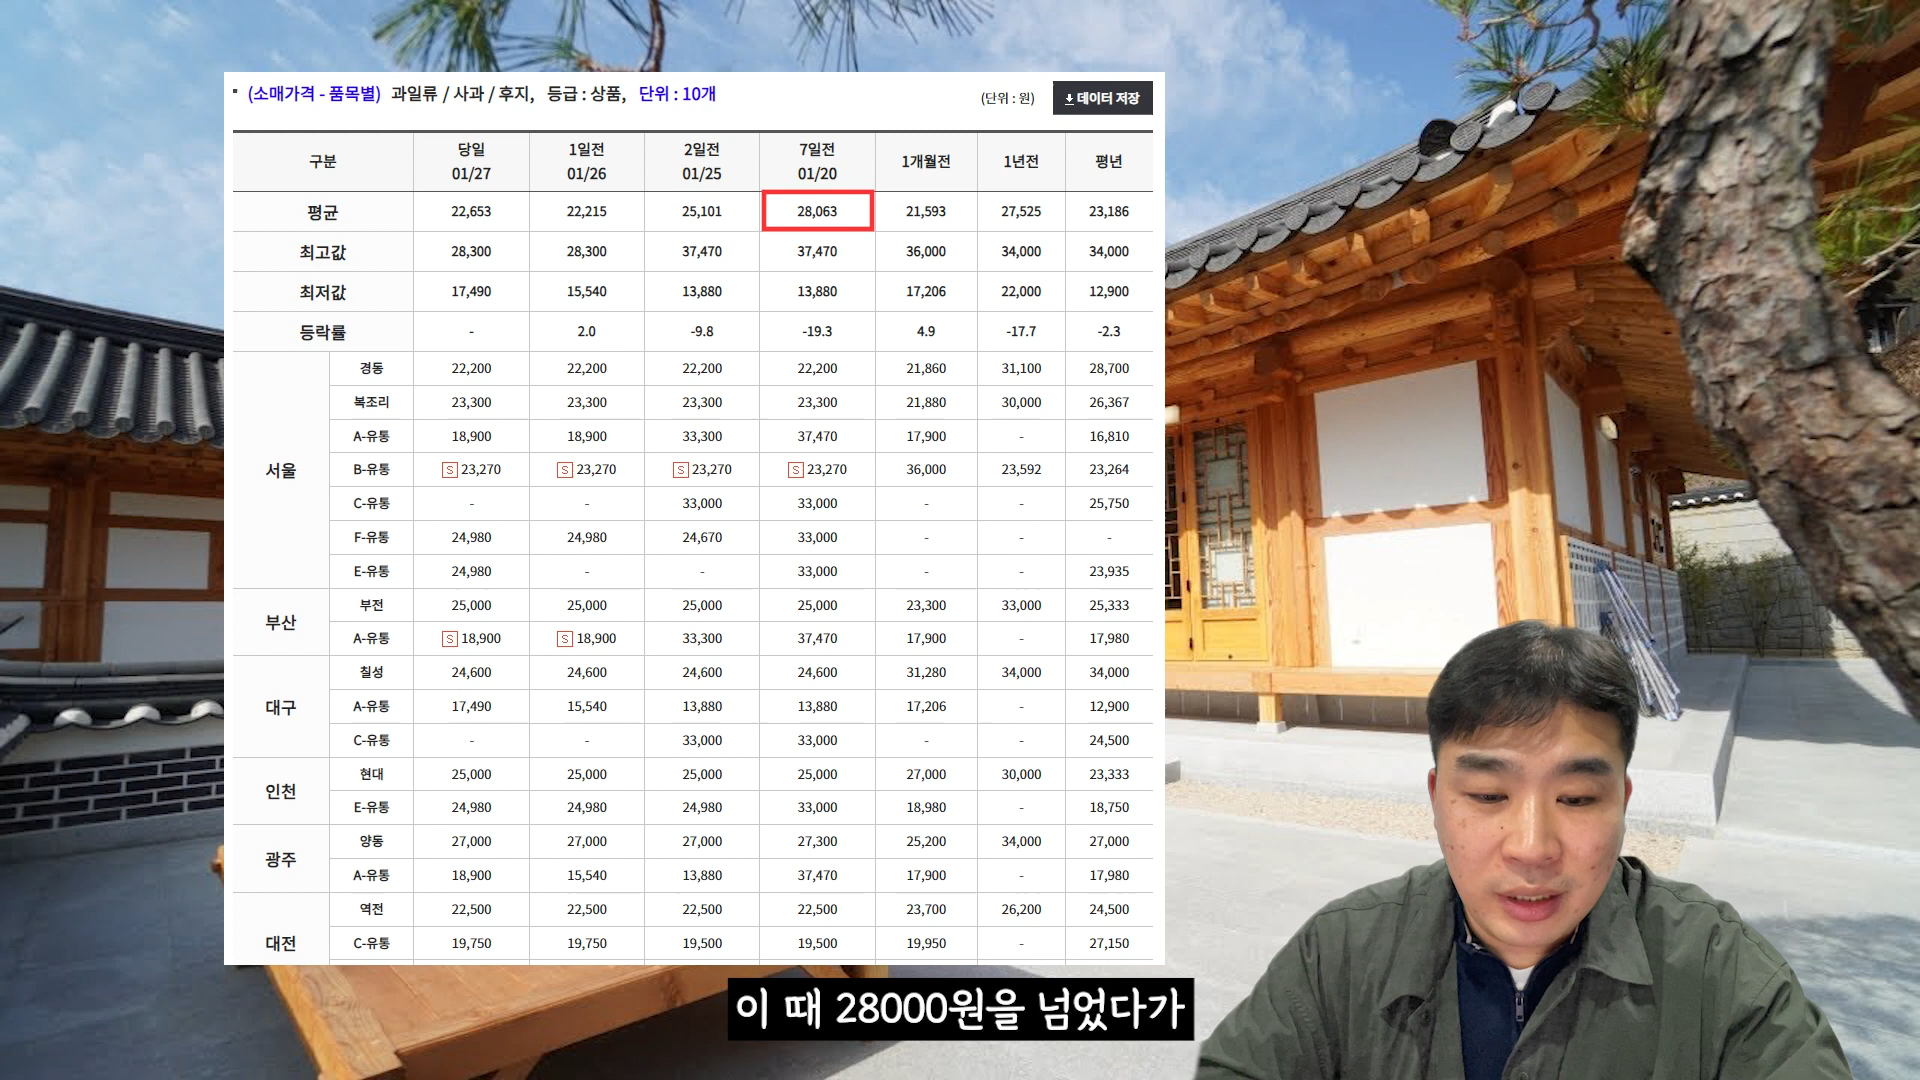 (소매가격 - 품목별) 과일류 / 사과 / 후지, 등급 : 상품, 단위 : 10개
(단위 : 원) 데이터 저장
구분 당일 01/27 1일전 01/26 2일전 01/25 7일전 01/20 1개월전 1년전 평년
평균 22,653 22,215 25,101 28,063 21,593 27,525 23,186
최고값 28,300 28,300 37,470 37,470 36,000 34,000 34,000
최저값 17,490 15,540 13,880 13,880 17,206 22,000 12,900
등락률 - 2.0 -9.8 -19.3 4.9 -17.7 -2.3
서울 경동 22,200 22,200 22,200 22,200 21,860 31,100 28,700
복조리 23,300 23,300 23,300 23,300 21,880 30,000 26,367
A-유통 18,900 18,900 33,300 37,470 17,900 - 16,810
B-유통 S 23,270 S 23,270 S 23,270 S 23,270 36,000 23,592 23,264
C-유통 - - 33,000 33,000 - - 25,750
F-유통 24,980 24,980 24,670 33,000 - - -
E-유통 24,980 - - 33,000 - - 23,935
부산 부전 25,000 25,000 25,000 25,000 23,300 33,000 25,333
A-유통 S 18,900 S 18,900 33,300 37,470 17,900 - 17,980
대구 칠성 24,600 24,600 24,600 24,600 31,280 34,000 34,000
A-유통 17,490 15,540 13,880 13,880 17,206 - 12,900
C-유통 - - 33,000 33,000 - - 24,500
인천 현대 25,000 25,000 25,000 25,000 27,000 30,000 23,333
E-유통 24,980 24,980 24,980 33,000 18,980 - 18,750
광주 양동 27,000 27,000 27,000 27,300 25,200 34,000 27,000
A-유통 18,900 15,540 13,880 37,470 17,900 - 17,980
대전 역전 22,500 22,500 22,500 22,500 23,700 26,200 24,500
C-유통 19,750 19,750 19,500 19,500 19,950 - 27,150
이 때 28000원을 넘었다가